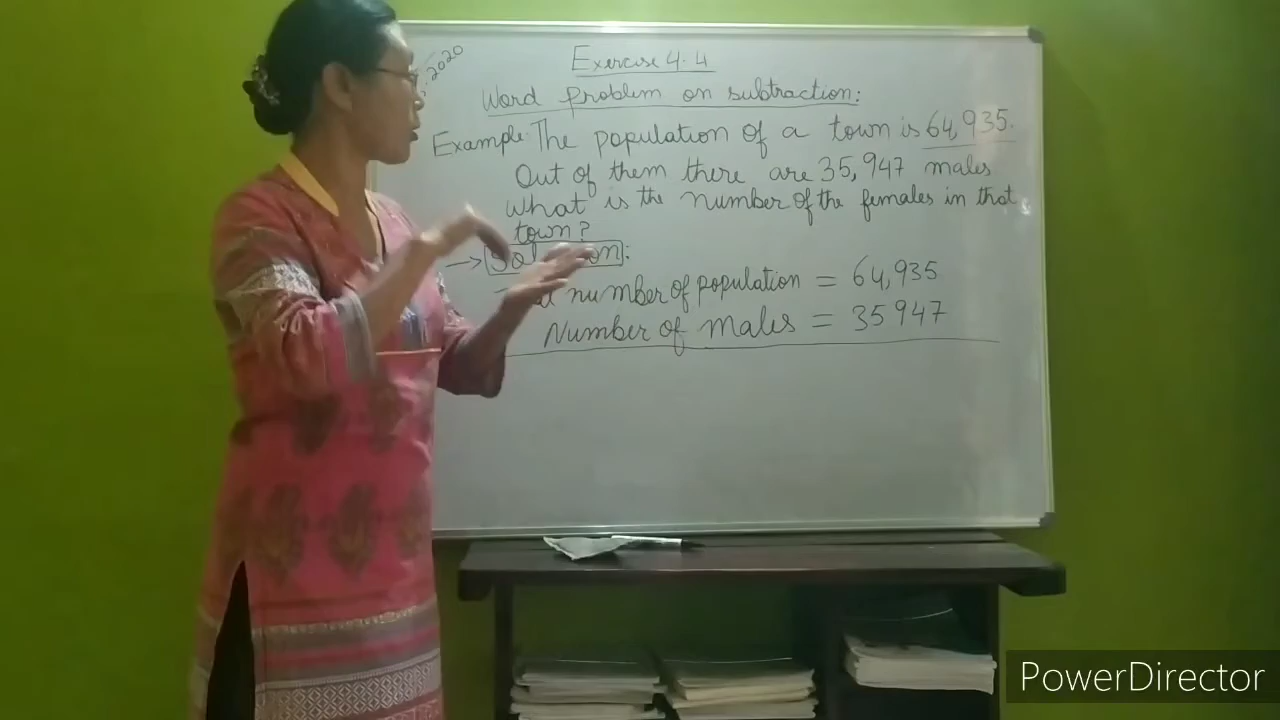 2020
Exercise 4.4
Word problem on subtraction:
Example: The population of a town is 64,935.
Out of them there are 35,947 males
What is the number of the females in that
town?
→
number of population = 64,935
Number of males = 35947
PowerDirector